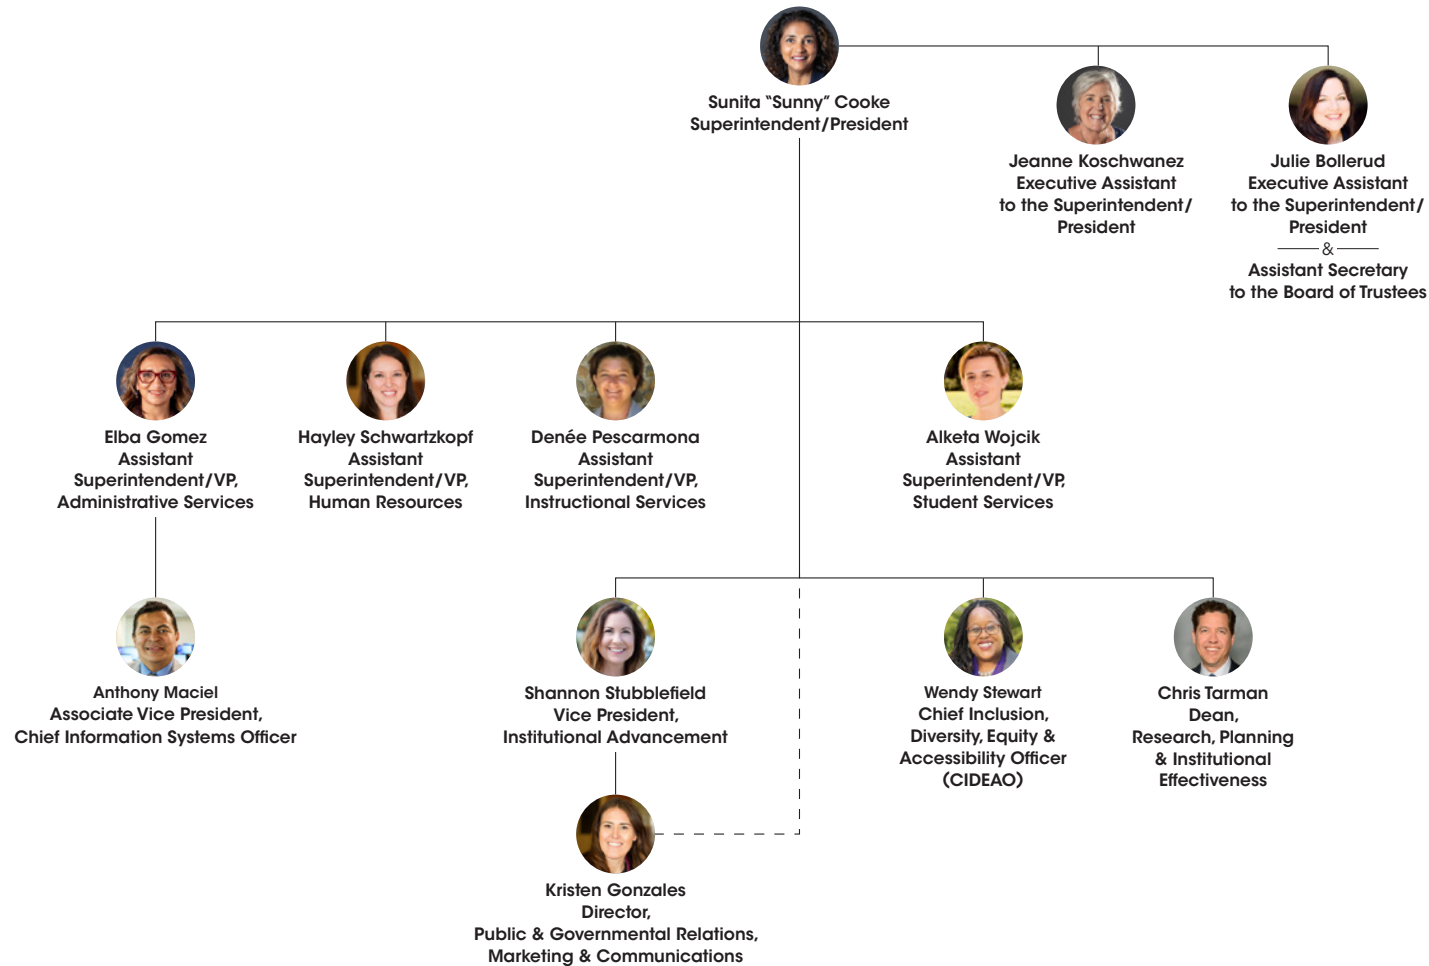 Sunita “Sunny” Cooke
Superintendent/President
Jeanne Koschwanez
Executive Assistant
to the Superintendent/
President
Julie Bollerud
Executive Assistant
to the Superintendent/
President
&
Assistant Secretary
to the Board of Trustees
Elba Gomez
Assistant
Superintendent/VP,
Administrative Services
Hayley Schwartzkopf
Assistant
Superintendent/VP,
Human Resources
Denée Pescarmona
Assistant
Superintendent/VP,
Instructional Services
Alketa Wojcik
Assistant
Superintendent/VP,
Student Services
Anthony Maciel
Associate Vice President,
Chief Information Systems Officer
Shannon Stubblefield
Vice President,
Institutional Advancement
Wendy Stewart
Chief Inclusion,
Diversity, Equity &
Accessibility Officer
(CIDEAO)
Chris Tarman
Dean,
Research, Planning
& Institutional
Effectiveness
Kristen Gonzales
Director,
Public & Governmental Relations,
Marketing & Communications